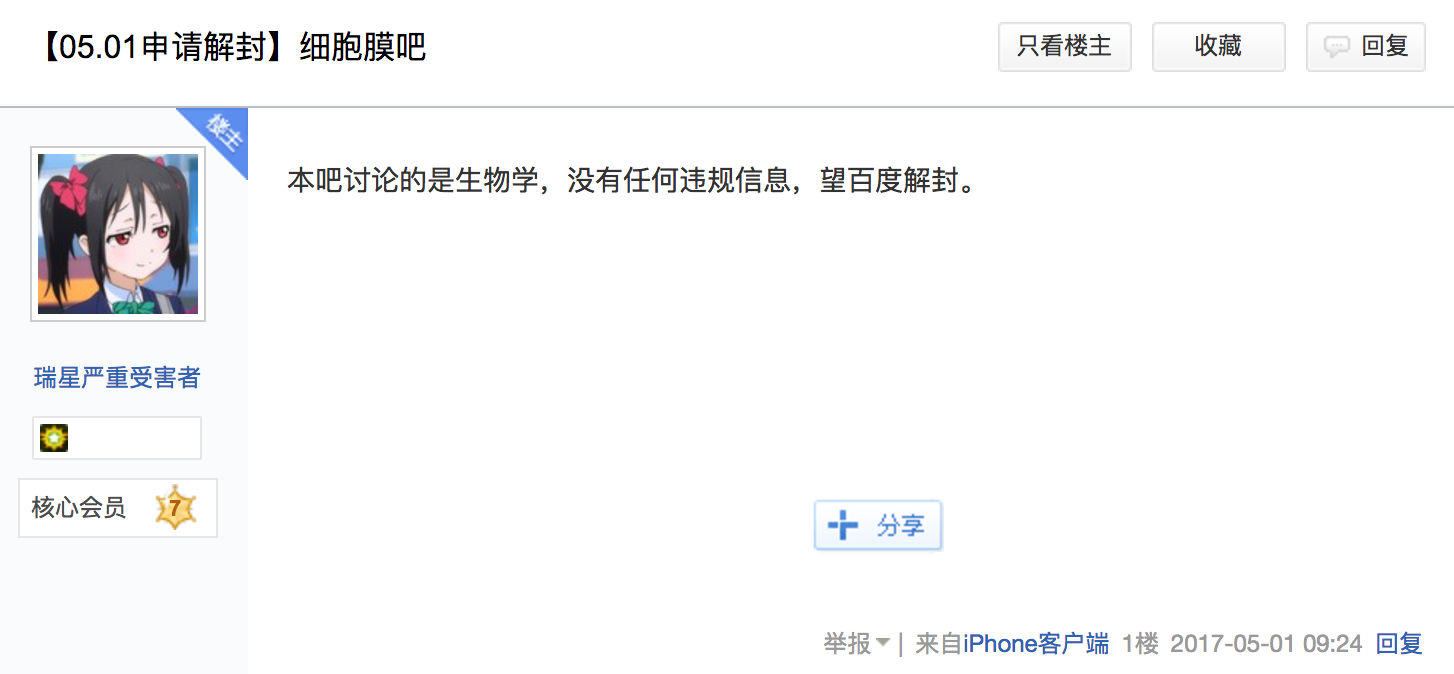 【05.01申请解封】细胞膜吧
只看楼主
收藏
回复
楼主
本吧讨论的是生物学，没有任何违规信息，望百度解封。
瑞星严重受害者
核心会员 7
分享
举报 | 来自iPhone客户端 1楼 2017-05-01 09:24 回复